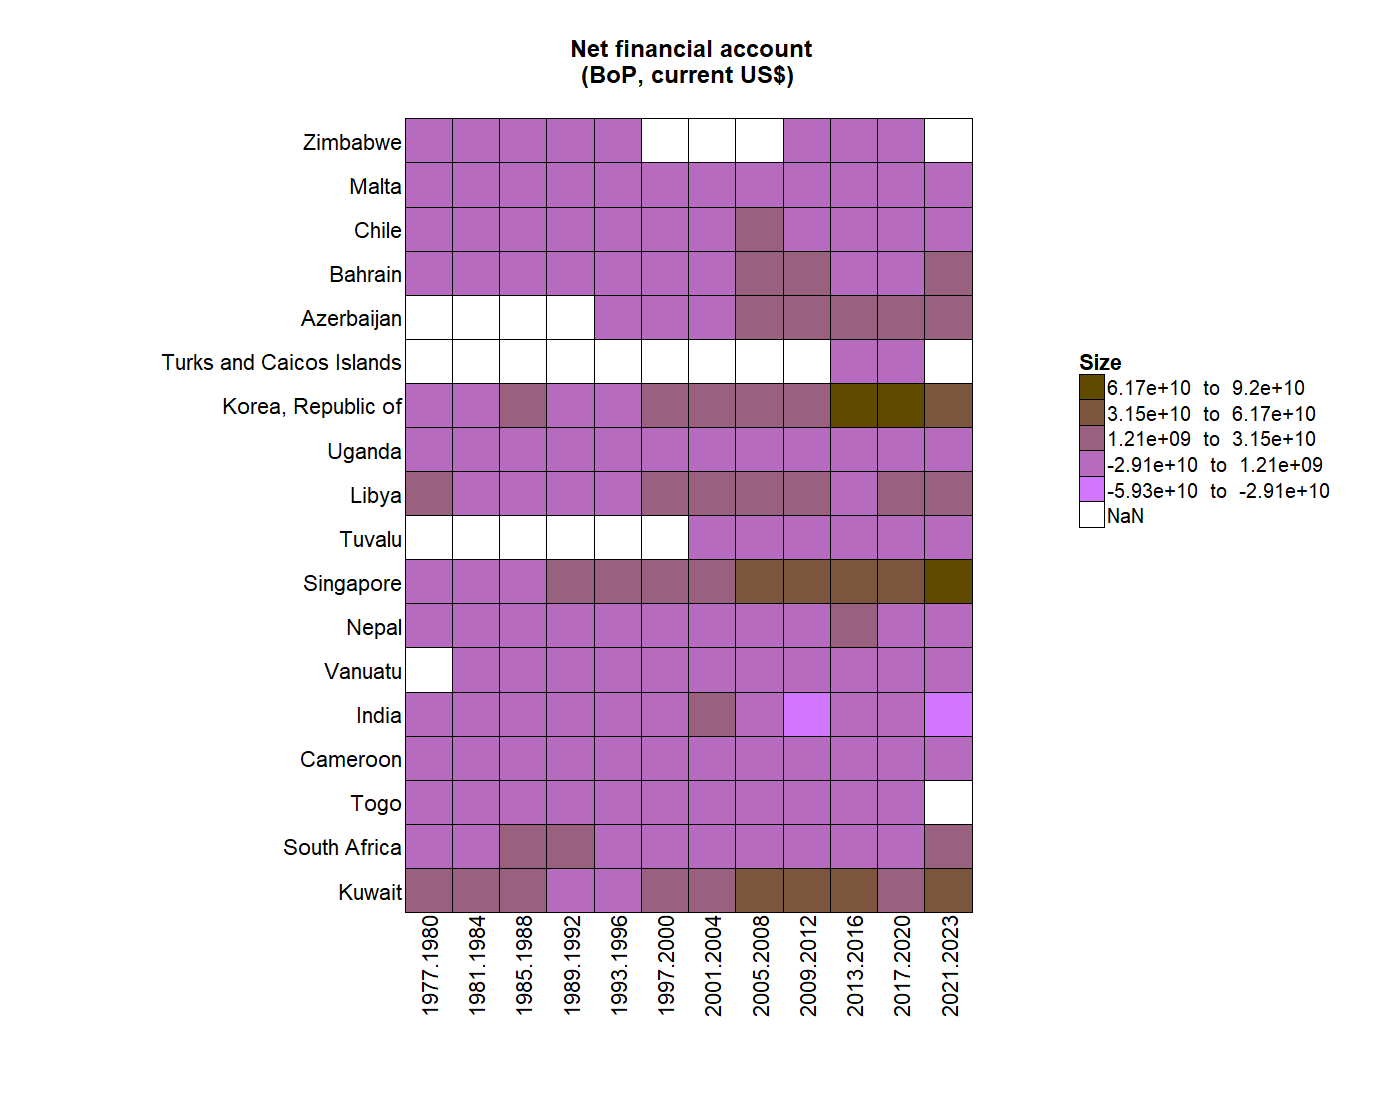 Net financial account
(BoP, current US$)
Zimbabwe
Malta
Chile
Bahrain
Azerbaijan
Turks and Caicos Islands
Korea, Republic of
Uganda
Libya
Tuvalu
Singapore
Nepal
Vanuatu
India
Cameroon
Togo
South Africa
Kuwait
1977.1980
1981.1984
1985.1988
1989.1992
1993.1996
1997.2000
2001.2004
2005.2008
2009.2012
2013.2016
2017.2020
2021.2023
Size
6.17e+10 to 9.2e+10
3.15e+10 to 6.17e+10
1.21e+09 to 3.15e+10
-2.91e+10 to 1.21e+09
-5.93e+10 to -2.91e+10
NaN